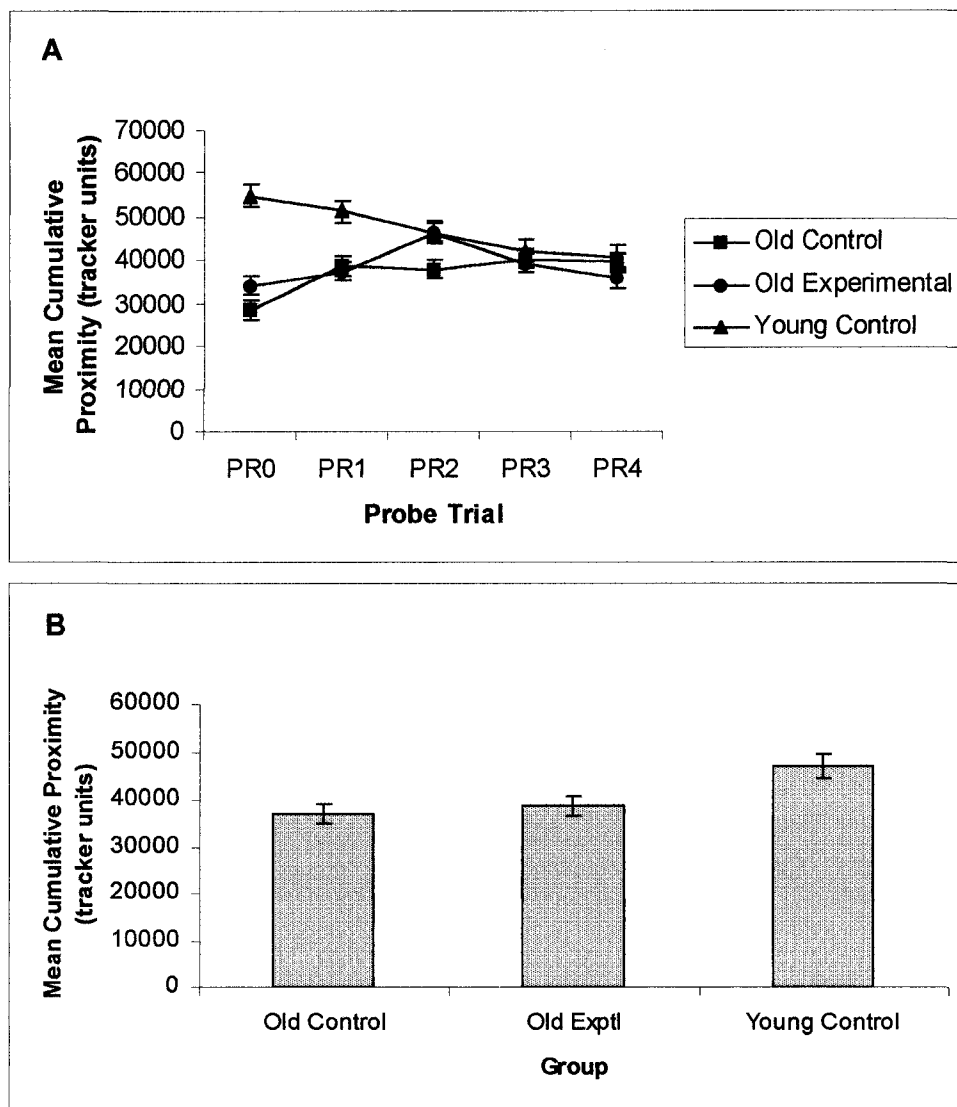 A
Mean Cumulative
Proximity (tracker units)
70000
60000
50000
40000
30000
20000
10000
0
PR0 PR1 PR2 PR3 PR4
Probe Trial
Old Control
Old Experimental
Young Control
B
Mean Cumulative Proximity
(tracker units)
60000
50000
40000
30000
20000
10000
0
Old Control Old Exptl Young Control
Group